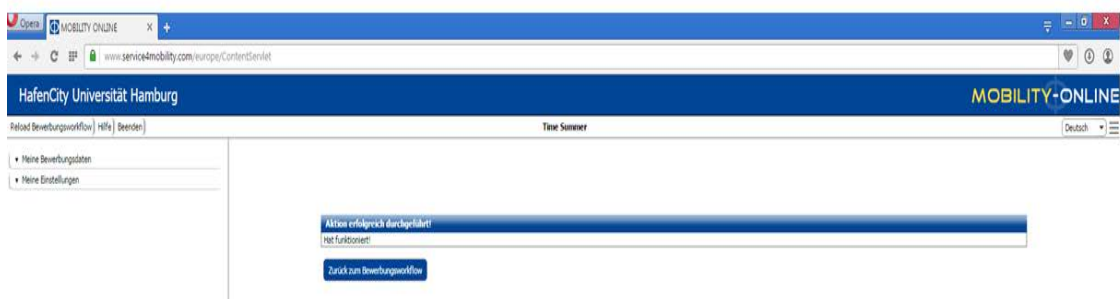 Opera
MOBILITY ONLINE
www.service4mobility.com/europe/ContentServlet
HafenCity Universität Hamburg
MOBILITY-ONLINE
Reload Bewerbungsworkflow Hilfe Beenden
Time Summer
Deutsch
Meine Bewerbungsdaten
Meine Einstellungen
Aktion erfolgreich durchgeführt!
Hat funktioniert!
Zurück zum Bewerbungsworkflow